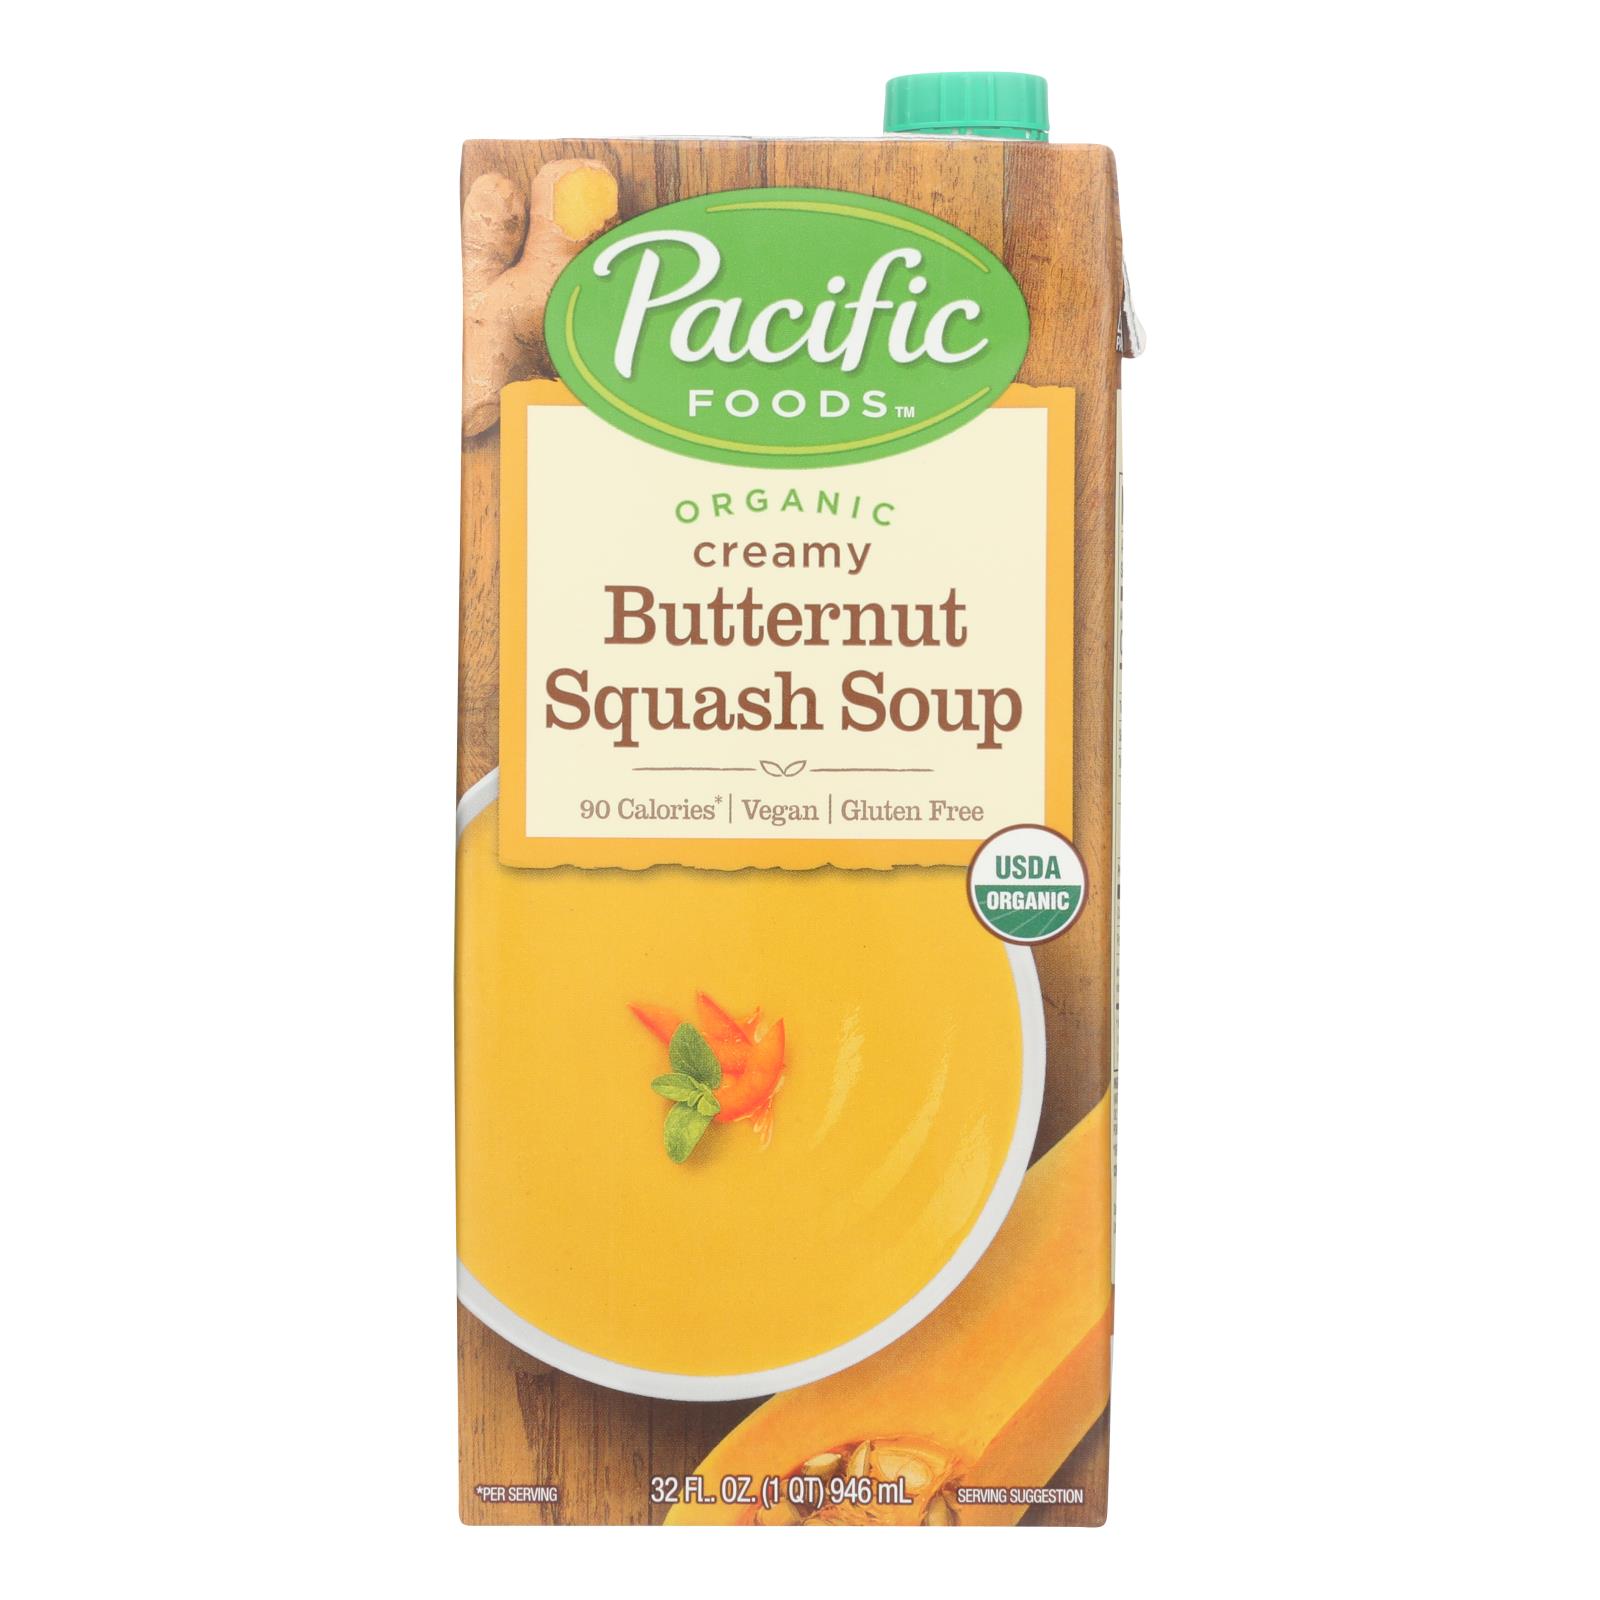 Pacific
FOODS™
ORGANIC
creamy
Butternut
Squash Soup
90 Calories* | Vegan | Gluten Free
USDA
ORGANIC
*PER SERVING
32 FL. OZ. (1 QT) 946 mL
SERVING SUGGESTION